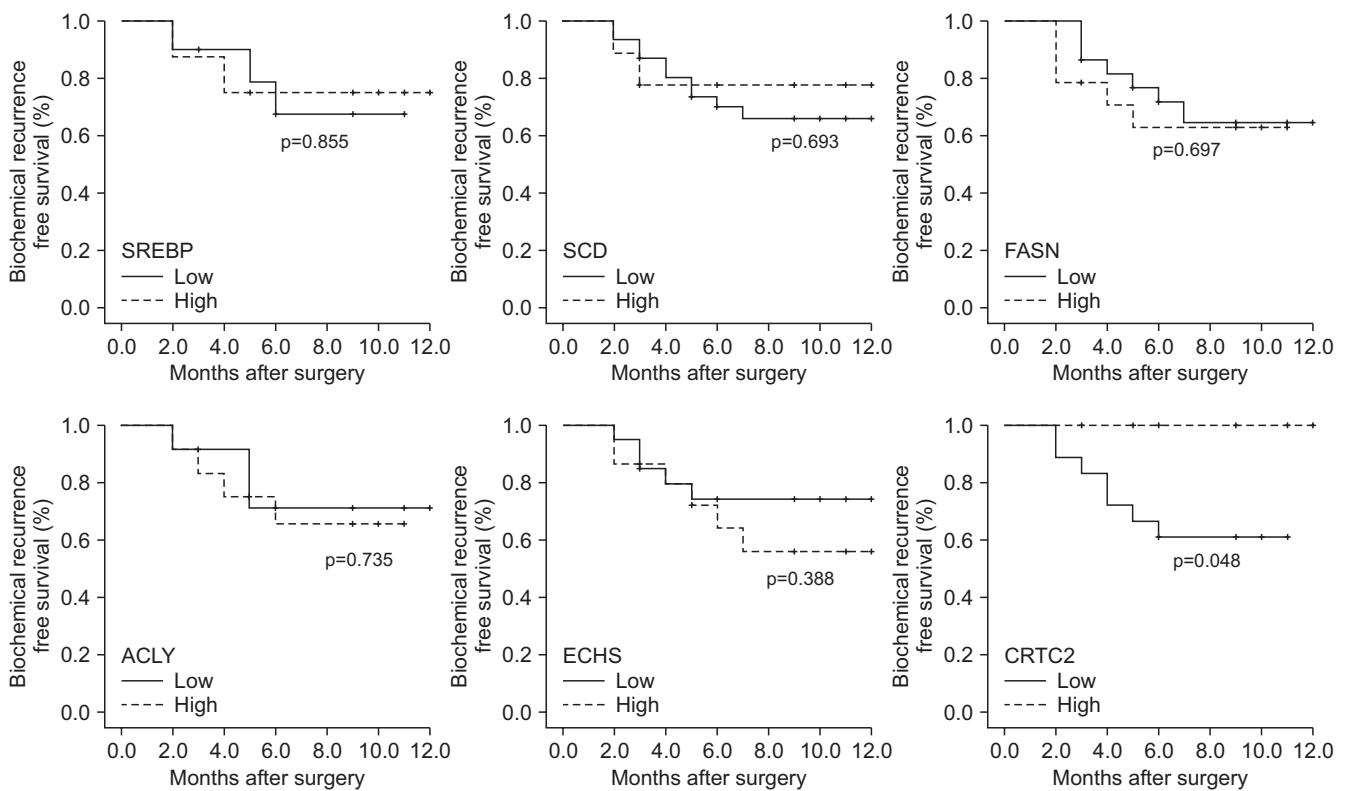 Biochemical recurrence
free survival (%)
1.0
0.8
0.6
0.4
0.2
0.0
p=0.855
SREBP
Low
High
0.0 2.0 4.0 6.0 8.0 10.0 12.0
Months after surgery
Biochemical recurrence
free survival (%)
1.0
0.8
0.6
0.4
0.2
0.0
p=0.693
SCD
Low
High
0.0 2.0 4.0 6.0 8.0 10.0 12.0
Months after surgery
Biochemical recurrence
free survival (%)
1.0
0.8
0.6
0.4
0.2
0.0
p=0.697
FASN
Low
High
0.0 2.0 4.0 6.0 8.0 10.0 12.0
Months after surgery
Biochemical recurrence
free survival (%)
1.0
0.8
0.6
0.4
0.2
0.0
p=0.735
ACLY
Low
High
0.0 2.0 4.0 6.0 8.0 10.0 12.0
Months after surgery
Biochemical recurrence
free survival (%)
1.0
0.8
0.6
0.4
0.2
0.0
p=0.388
ECHS
Low
High
0.0 2.0 4.0 6.0 8.0 10.0 12.0
Months after surgery
Biochemical recurrence
free survival (%)
1.0
0.8
0.6
0.4
0.2
0.0
p=0.048
CRTC2
Low
High
0.0 2.0 4.0 6.0 8.0 10.0 12.0
Months after surgery